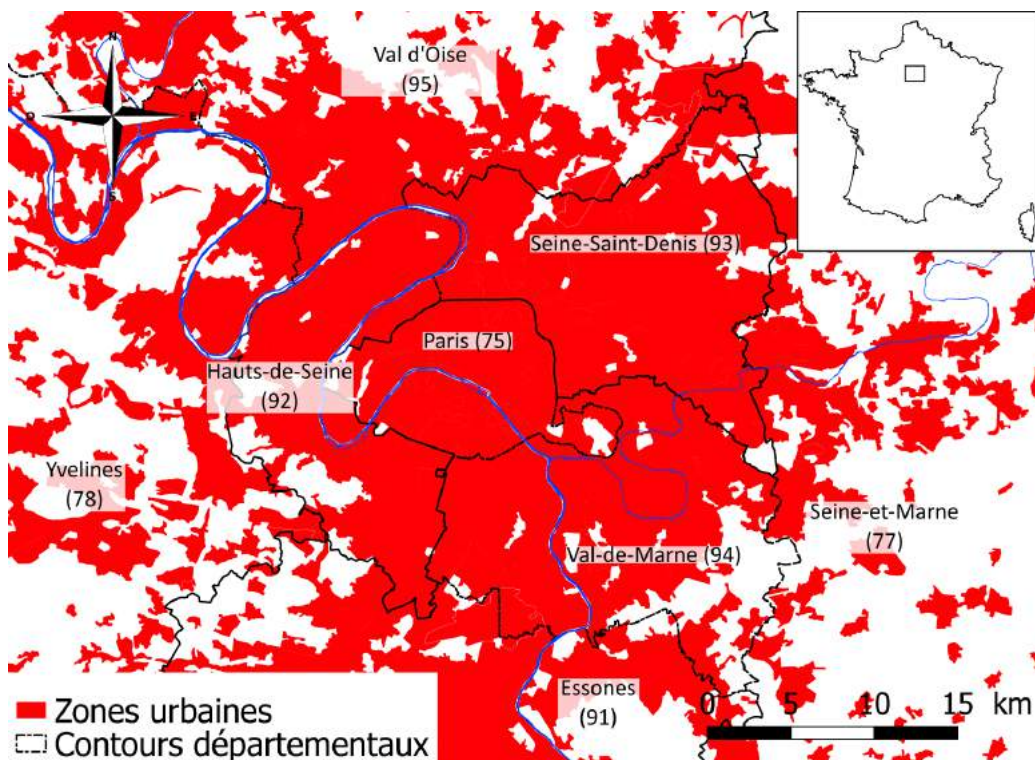 N
O
E
S
Val d'Oise
(95)
Seine-Saint-Denis (93)
Paris (75)
Hauts-de-Seine
(92)
Yvelines
(78)
Seine-et-Marne
(77)
Val-de-Marne (94)
Essones
(91)
0 5 10 15 km
Zones urbaines
Contours départementaux